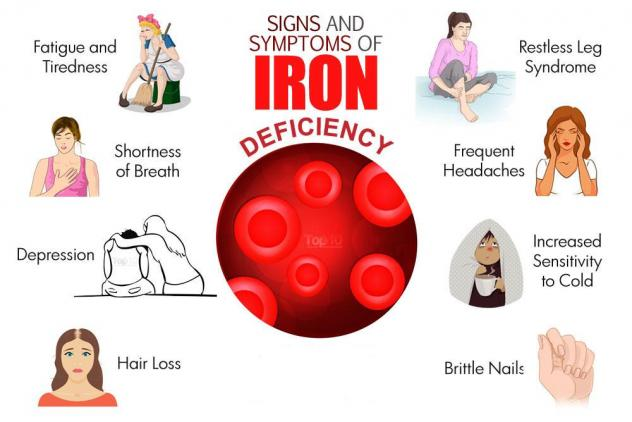 SIGNS AND
SYMPTOMS OF
IRON
DEFICIENCY
Fatigue and
Tiredness
Shortness
of Breath
Depression
Hair Loss
Restless Leg
Syndrome
Frequent
Headaches
Increased
Sensitivity
to Cold
Brittle Nails
Top10